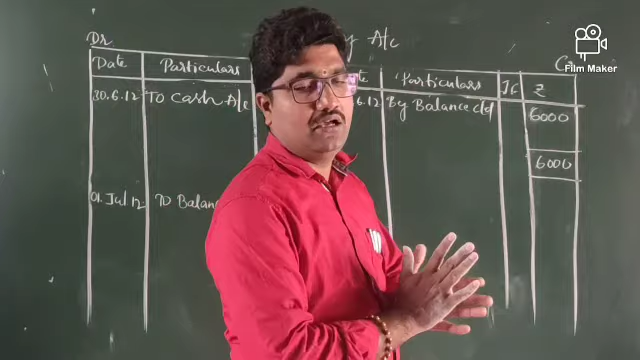 Dr y A/c Cr
Date Particulars Particulars JF ₹
30.6.12 To Cash A/c 6.12 By Balance c/d 6000
6000
01.Jul 12 To Balan
Film Maker